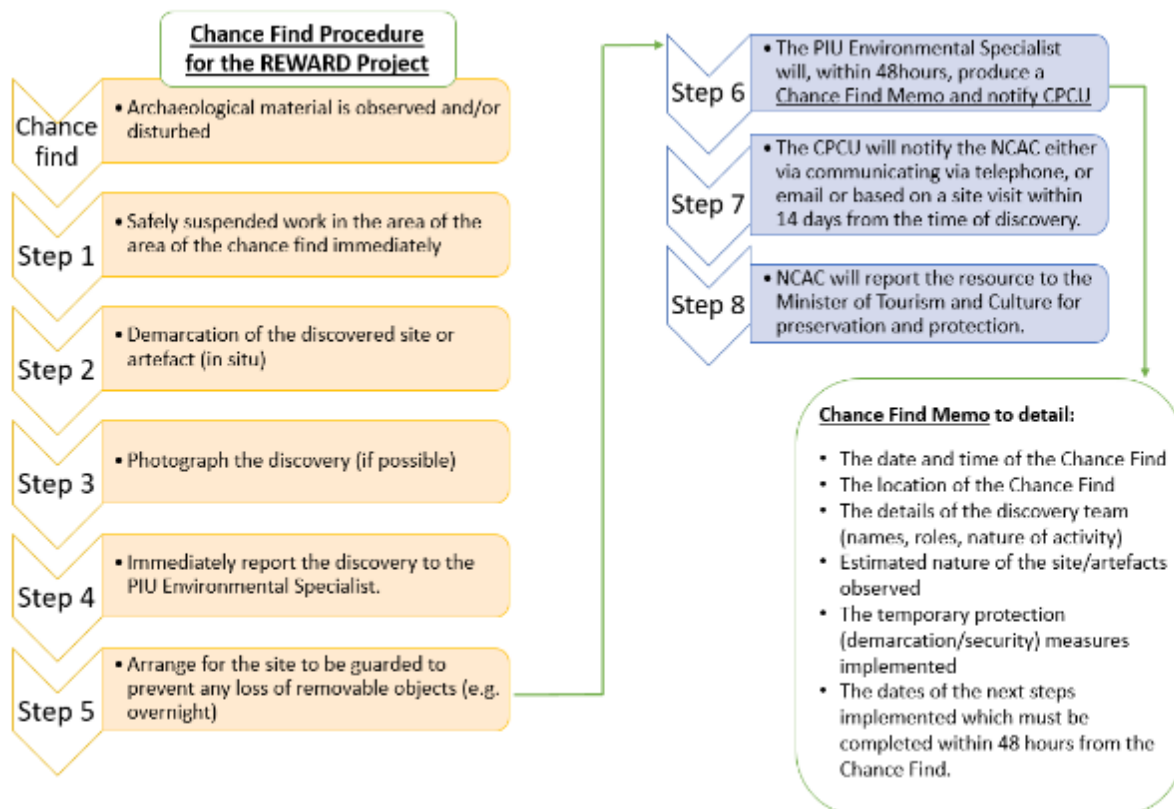 Chance Find Procedure
for the REWARD Project
Chance
find
• Archaeological material is observed and/or
disturbed
Step 1
• Safely suspended work in the area of the
area of the chance find immediately
Step 2
• Demarcation of the discovered site or
artefact (in situ)
Step 3
• Photograph the discovery (if possible)
Step 4
• Immediately report the discovery to the
PIU Environmental Specialist.
Step 5
• Arrange for the site to be guarded to
prevent any loss of removable objects (e.g.
overnight)
Step 6
• The PIU Environmental Specialist
will, within 48hours, produce a
Chance Find Memo and notify CPCU
Step 7
• The CPCU will notify the NCAC either
via communicating via telephone, or
email or based on a site visit within
14 days from the time of discovery.
Step 8
• NCAC will report the resource to the
Minister of Tourism and Culture for
preservation and protection.
Chance Find Memo to detail:
• The date and time of the Chance Find
• The location of the Chance Find
• The details of the discovery team
(names, roles, nature of activity)
• Estimated nature of the site/artefacts
observed
• The temporary protection
(demarcation/security) measures
implemented
• The dates of the next steps
implemented which must be
completed within 48 hours from the
Chance Find.